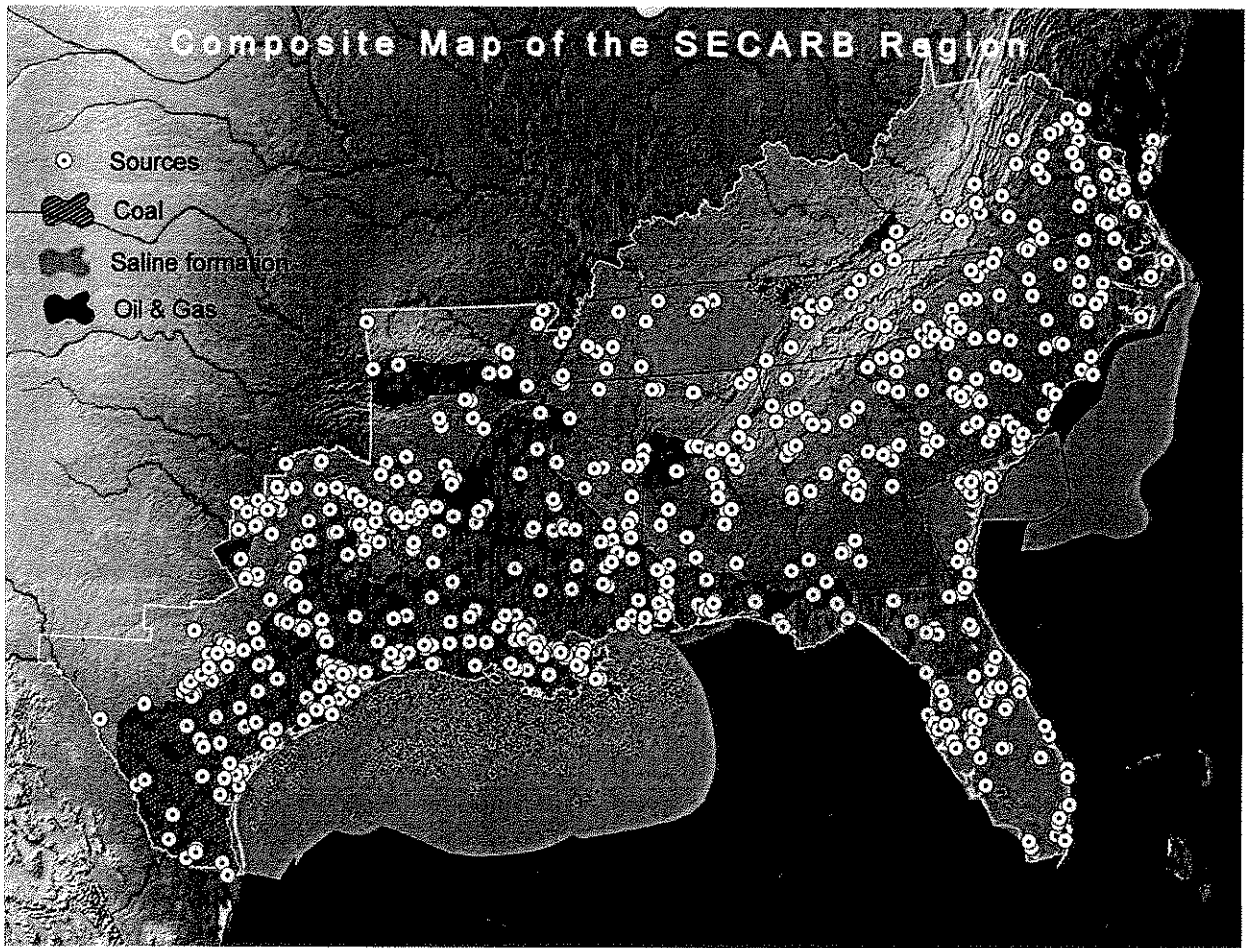 Composite Map of the SECARB Region
Sources
Coal
Saline formation
Oil & Gas